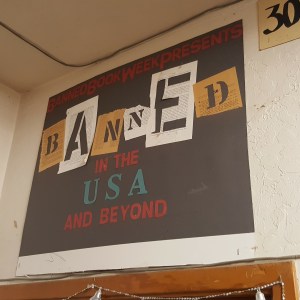 BANNED BOOK WEEK PRESENTS
BANNED
IN THE
USA
AND BEYOND
30